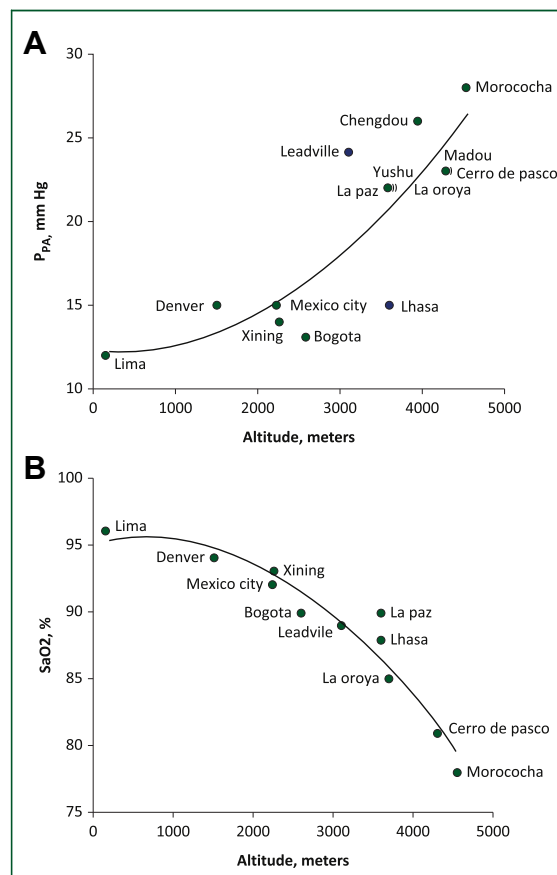 A
30
25
20
15
10
P_PA, mm Hg
Morococha
Chengdou
Leadville
Madou
Yushu
Cerro de pasco
La paz
La oroya
Denver
Mexico city
Lhasa
Xining
Bogota
Lima
0 1000 2000 3000 4000 5000
Altitude, meters
B
100
95
90
85
80
75
SaO2, %
Lima
Denver
Xining
Mexico city
Bogota
La paz
Leadvile
Lhasa
La oroya
Cerro de pasco
Morococha
0 1000 2000 3000 4000 5000
Altitude, meters